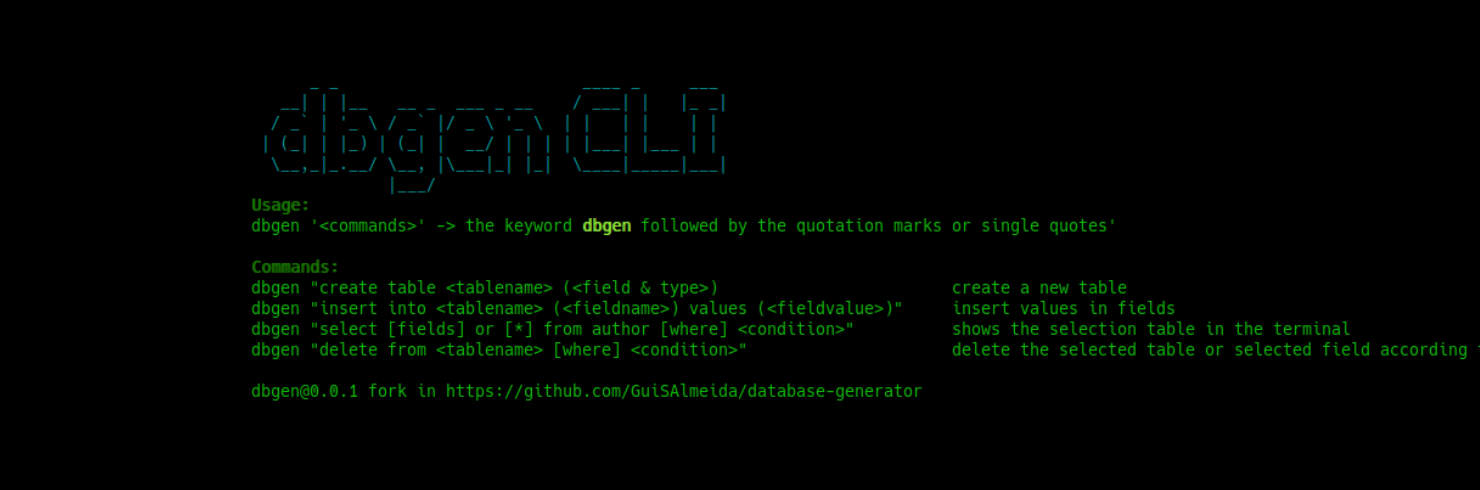 dbgen CLI
Usage:
dbgen '<commands>' -> the keyword dbgen followed by the quotation marks or single quotes'
Commands:
dbgen "create table <tablename> (<field & type>) create a new table
dbgen "insert into <tablename> (<fieldname>) values (<fieldvalue>)" insert values in fields
dbgen "select [fields] or [*] from author [where] <condition>" shows the selection table in the terminal
dbgen "delete from <tablename> [where] <condition>" delete the selected table or selected field according
dbgen@0.0.1 fork in https://github.com/GuiSAlmeida/database-generator